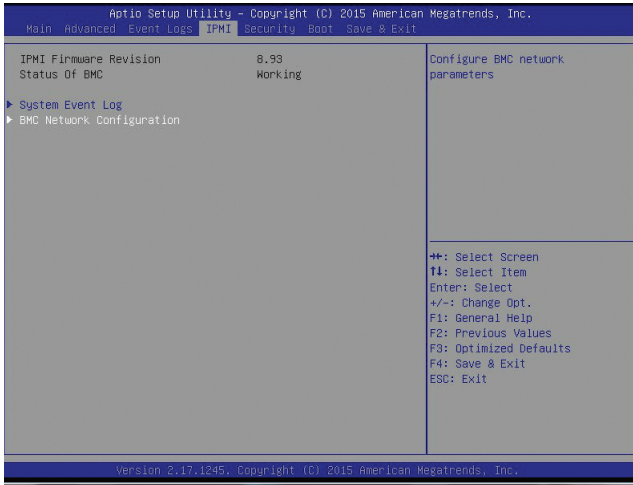 Aptio Setup Utility – Copyright (C) 2015 American Megatrends, Inc.
Main Advanced Event Logs IPMI Security Boot Save & Exit
IPMI Firmware Revision 8.93
Status Of BMC Working
System Event Log
BMC Network Configuration
Configure BMC network
parameters
→←: Select Screen
↑↓: Select Item
Enter: Select
+/-: Change Opt.
F1: General Help
F2: Previous Values
F3: Optimized Defaults
F4: Save & Exit
ESC: Exit
Version 2.17.1245. Copyright (C) 2015 American Megatrends, Inc.